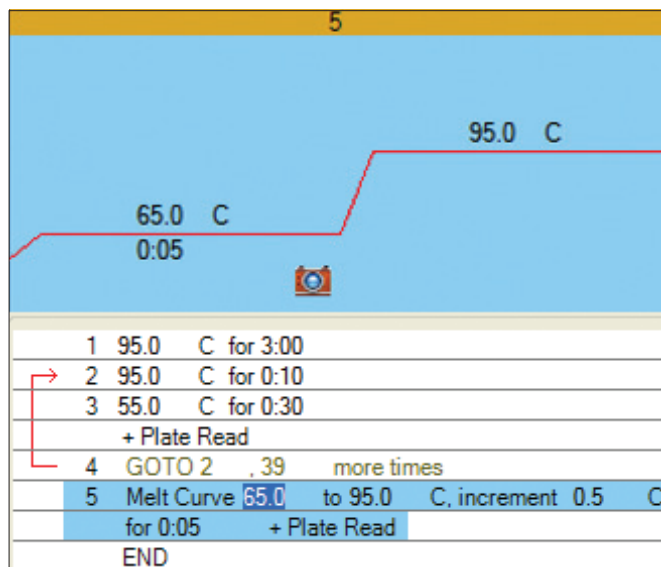 5
95.0 C
65.0 C
0:05
1 95.0 C for 3:00
2 95.0 C for 0:10
3 55.0 C for 0:30
+ Plate Read
4 GOTO 2 , 39 more times
5 Melt Curve 65.0 to 95.0 C, increment 0.5 C
for 0:05 + Plate Read
END